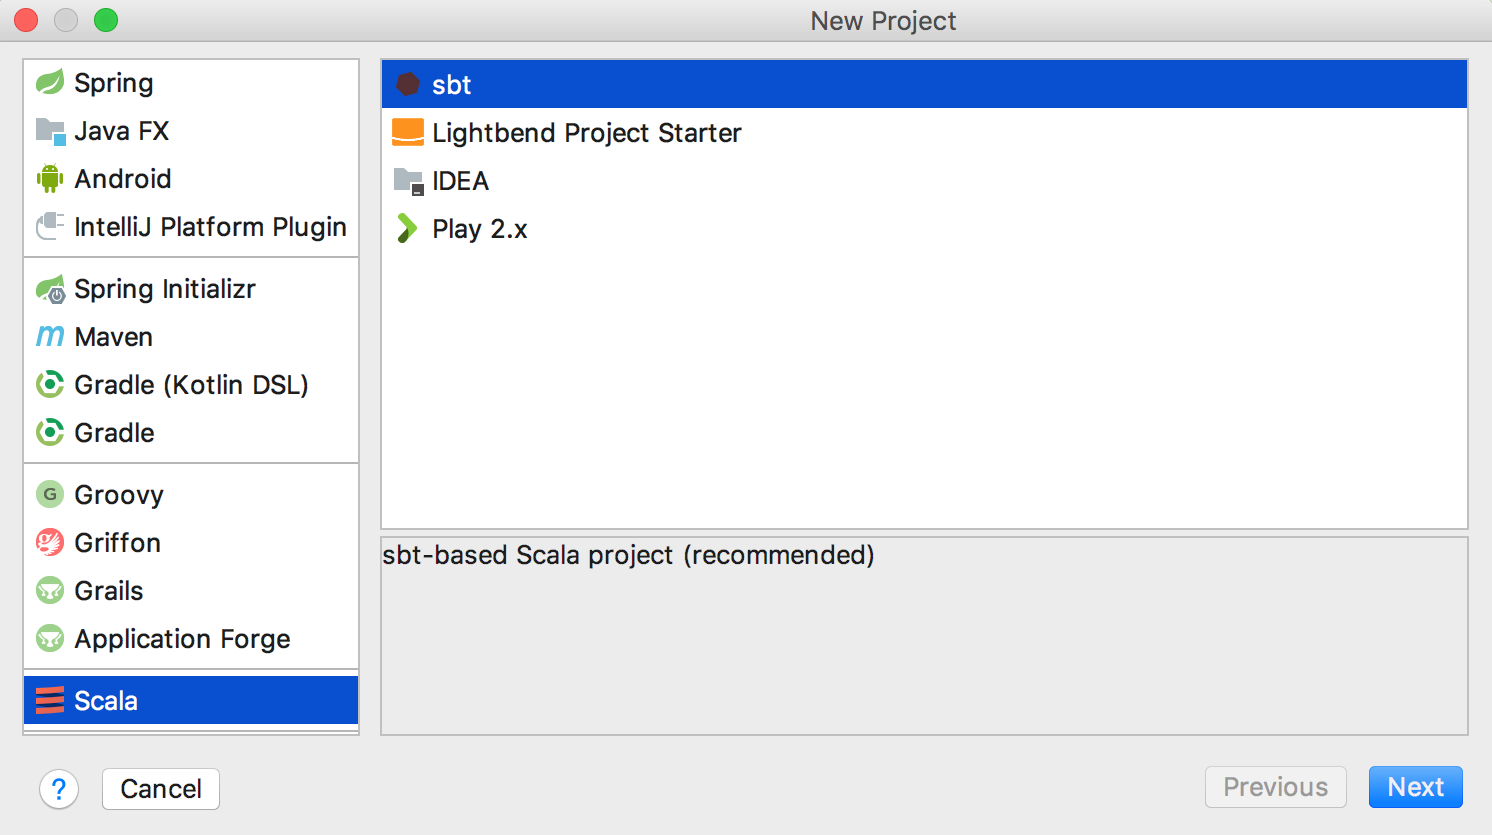 New Project
Spring
Java FX
Android
IntelliJ Platform Plugin
Spring Initializr
m Maven
Gradle (Kotlin DSL)
Gradle
G Groovy
Griffon
Grails
Application Forge
Scala
sbt
Lightbend Project Starter
IDEA
Play 2.x
sbt-based Scala project (recommended)
? Cancel
Previous Next